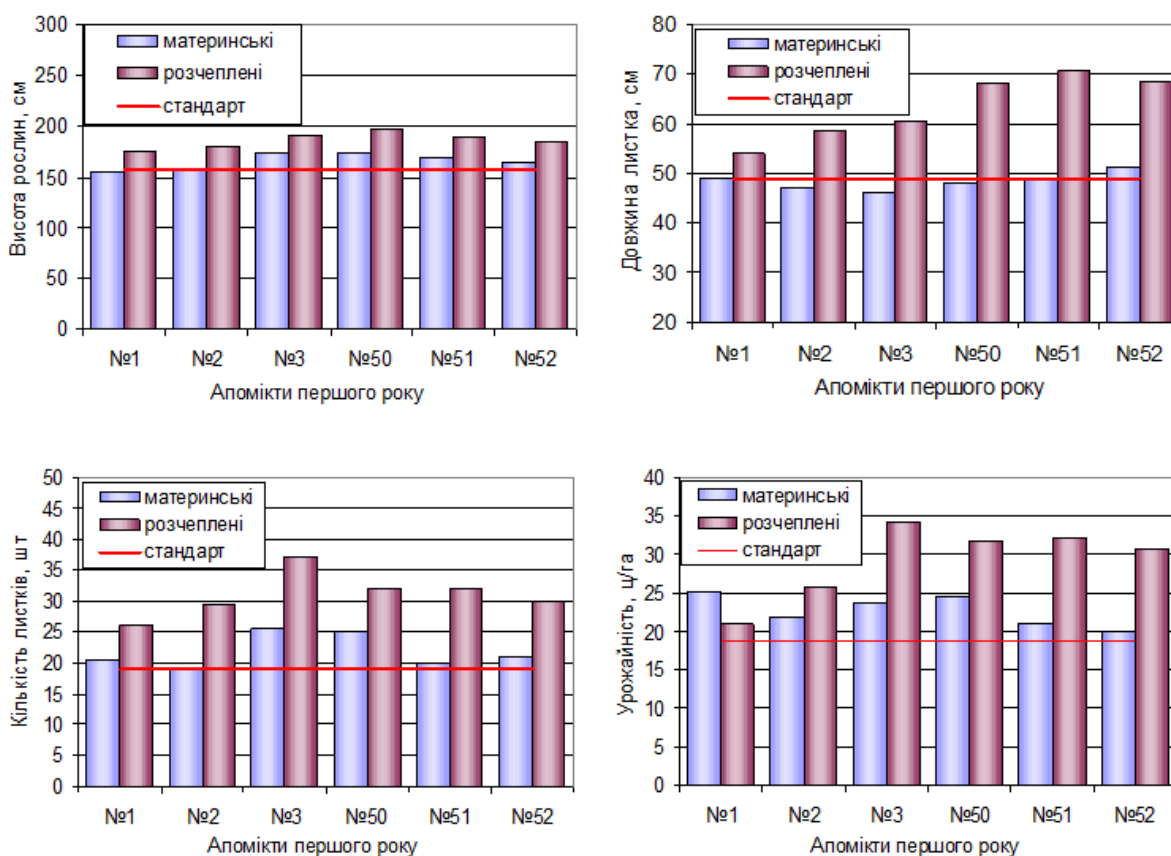 Висота рослин, см
300
250
200
150
100
50
0
материнські
розчеплені
стандарт
№1 №2 №3 №50 №51 №52
Апомікти першого року
Довжина листка, см
80
70
60
50
40
30
20
материнські
розчеплені
стандарт
№1 №2 №3 №50 №51 №52
Апомікти першого року
Кількість листків, шт
50
45
40
35
30
25
20
15
10
5
0
материнські
розчеплені
стандарт
№1 №2 №3 №50 №51 №52
Апомікти першого року
Урожайність, ц/га
40
35
30
25
20
15
10
5
0
материнські
розчеплені
стандарт
№1 №2 №3 №50 №51 №52
Апомікти першого року